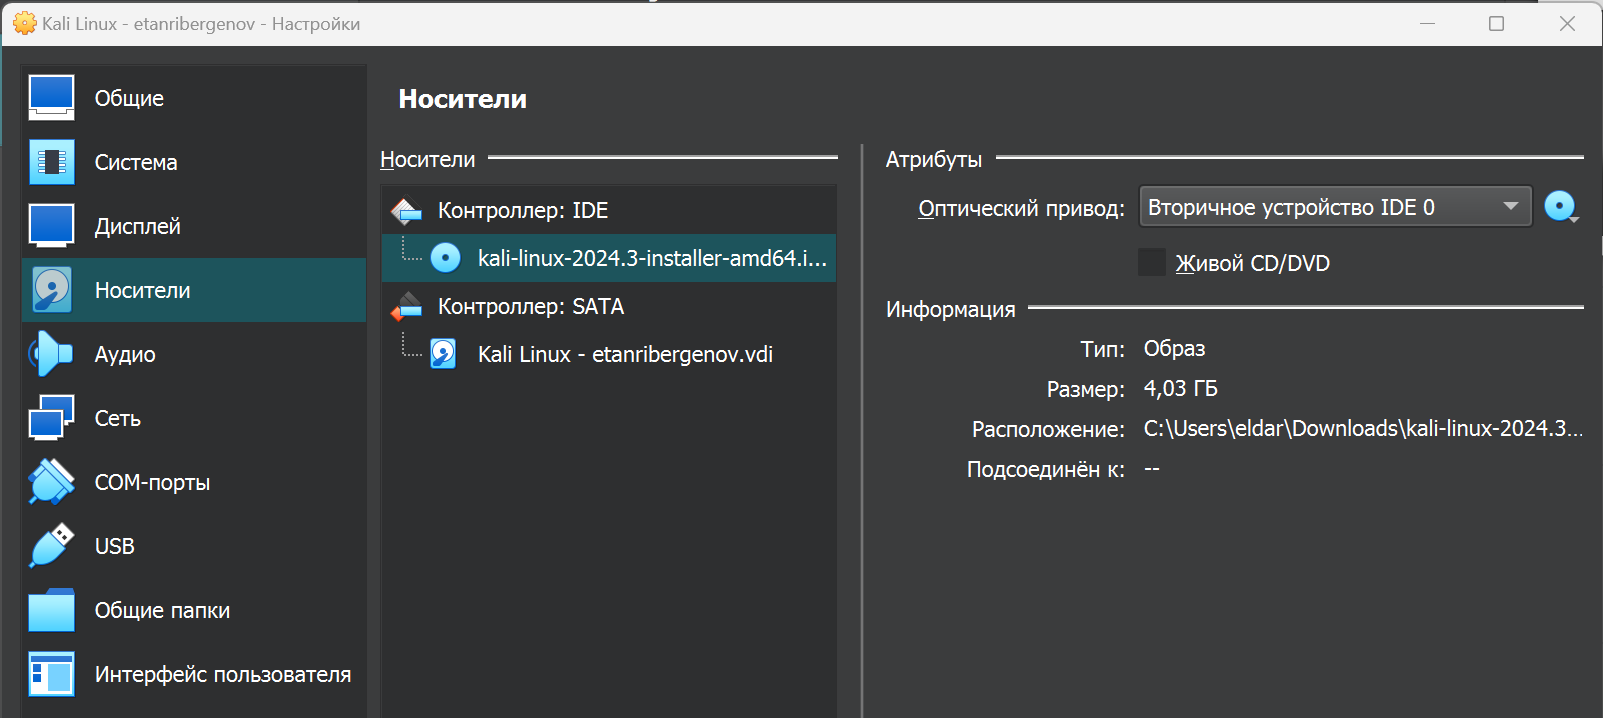 Kali Linux - etanribergenov - Настройки
Общие
Система
Дисплей
Носители
Аудио
Сеть
COM-порты
USB
Общие папки
Интерфейс пользователя
Носители
Носители
Контроллер: IDE
kali-linux-2024.3-installer-amd64.i...
Контроллер: SATA
Kali Linux - etanribergenov.vdi
Атрибуты
Оптический привод: Вторичное устройство IDE 0
Живой CD/DVD
Информация
Тип: Образ
Размер: 4,03 ГБ
Расположение: C:\Users\eldar\Downloads\kali-linux-2024.3...
Подсоединён к: --